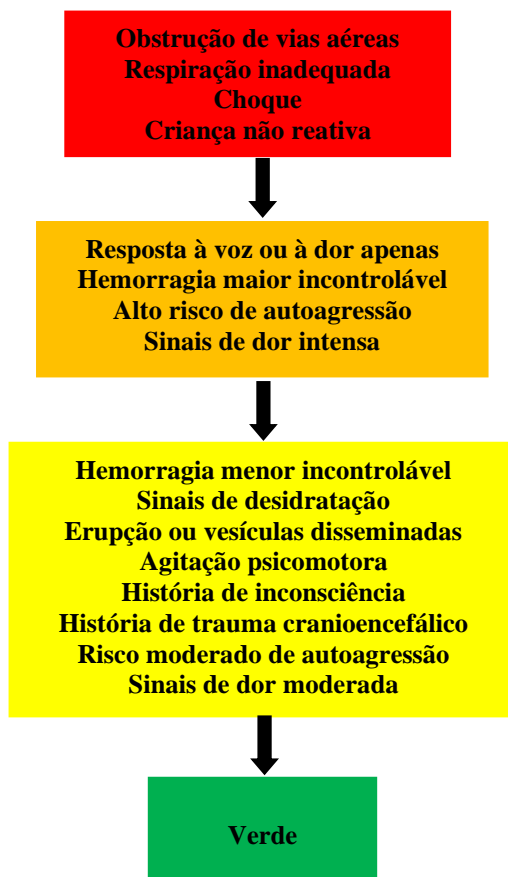 Obstrução de vias aéreas
Respiração inadequada
Choque
Criança não reativa
Resposta à voz ou à dor apenas
Hemorragia maior incontrolável
Alto risco de autoagressão
Sinais de dor intensa
Hemorragia menor incontrolável
Sinais de desidratação
Erupção ou vesículas disseminadas
Agitação psicomotora
História de inconsciência
História de trauma cranioencefálico
Risco moderado de autoagressão
Sinais de dor moderada
Verde